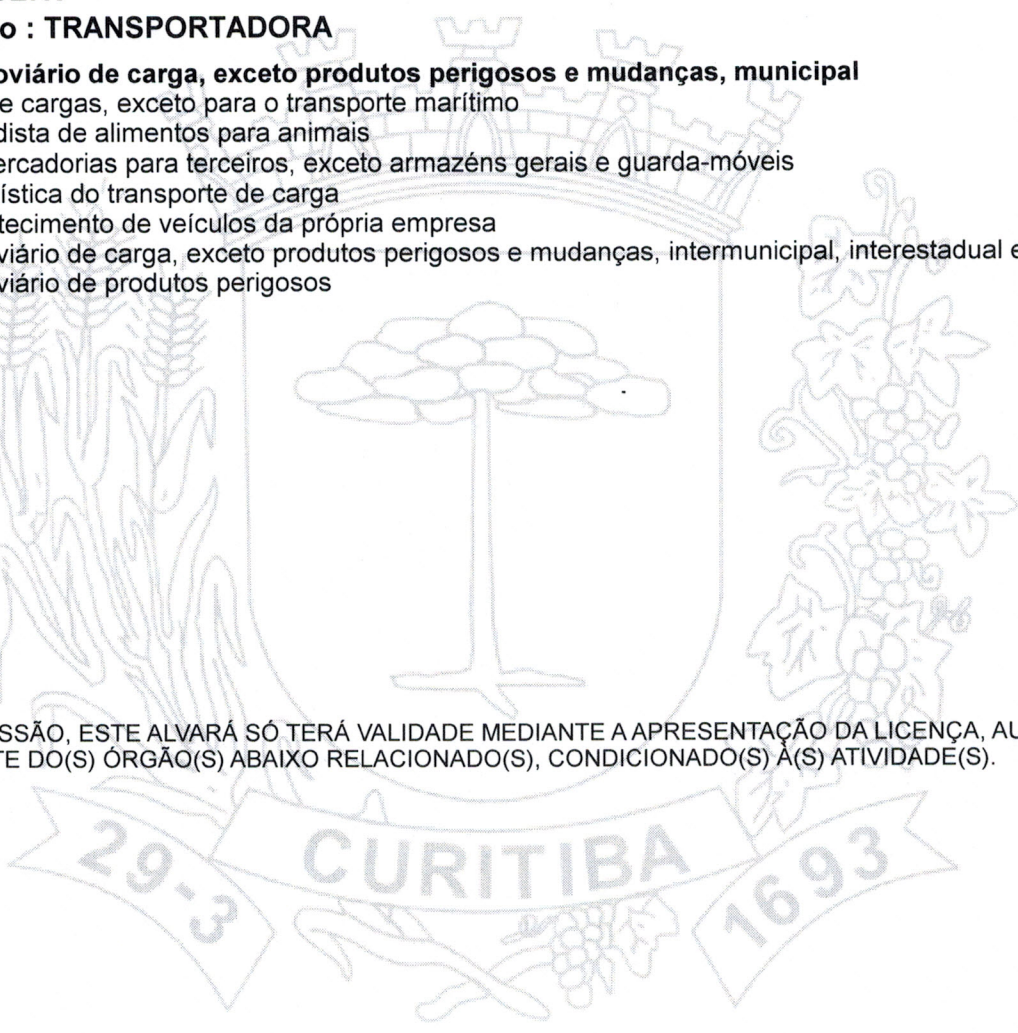 o : TRANSPORTADORA
oviário de carga, exceto produtos perigosos e mudanças, municipal
e cargas, exceto para o transporte marítimo
dista de alimentos para animais
ercadorias para terceiros, exceto armazéns gerais e guarda-móveis
ística do transporte de carga
tecimento de veículos da própria empresa
viário de carga, exceto produtos perigosos e mudanças, intermunicipal, interestadual e
viário de produtos perigosos
SSÃO, ESTE ALVARÁ SÓ TERÁ VALIDADE MEDIANTE A APRESENTAÇÃO DA LICENÇA, AU
TE DO(S) ÓRGÃO(S) ABAIXO RELACIONADO(S), CONDICIONADO(S) À(S) ATIVIDADE(S).
29-3 CURITIBA 1693